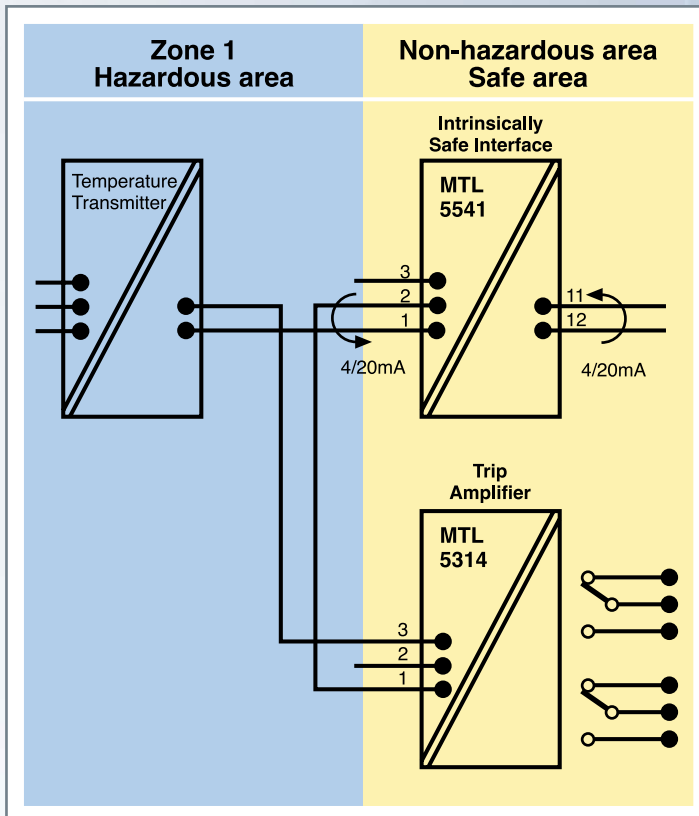 Zone 1
Hazardous area
Non-hazardous area
Safe area
Intrinsically
Safe Interface
Temperature
Transmitter
MTL
5541
3
2
1
11
12
4/20mA
4/20mA
Trip
Amplifier
MTL
5314
3
2
1